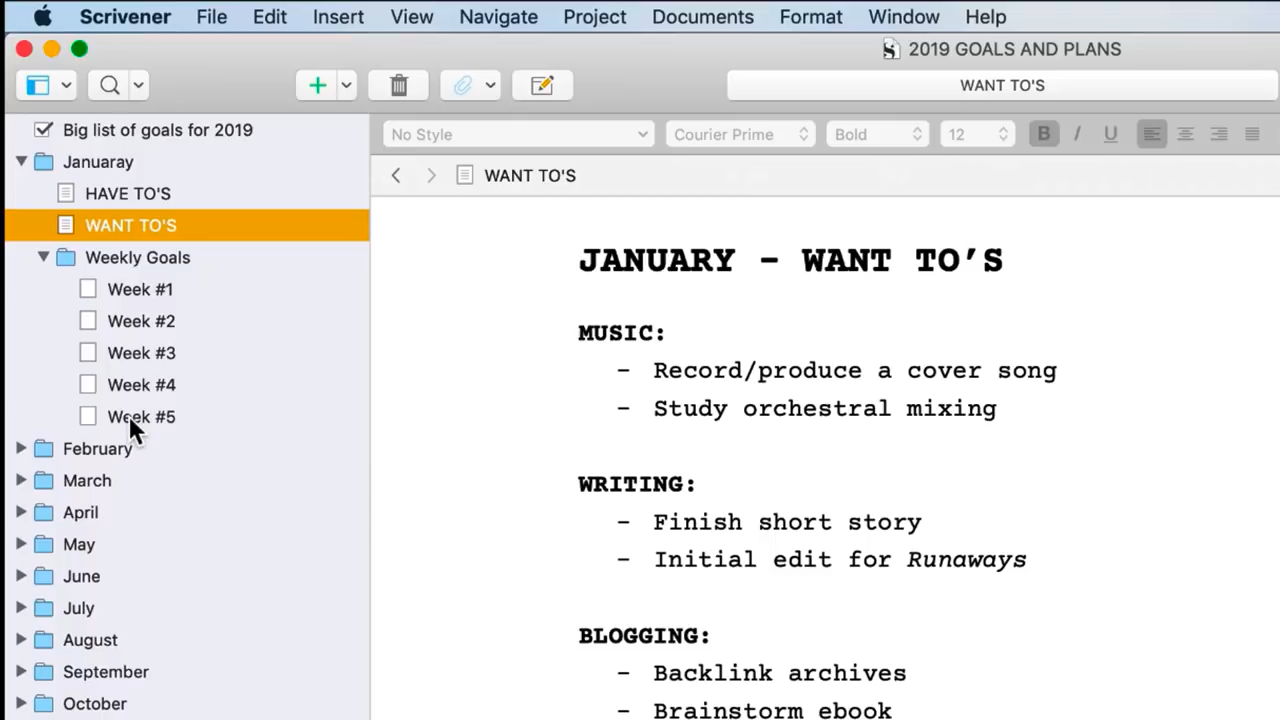 Scrivener File Edit Insert View Navigate Project Documents Format Window Help
2019 GOALS AND PLANS
WANT TO'S
No Style Courier Prime Bold 12 B I U
WANT TO'S
Big list of goals for 2019
Januaray
HAVE TO'S
WANT TO'S
Weekly Goals
Week #1
Week #2
Week #3
Week #4
Week #5
February
March
April
May
June
July
August
September
October
JANUARY - WANT TO’S
MUSIC:
- Record/produce a cover song
- Study orchestral mixing
WRITING:
- Finish short story
- Initial edit for Runaways
BLOGGING:
- Backlink archives
- Brainstorm ebook